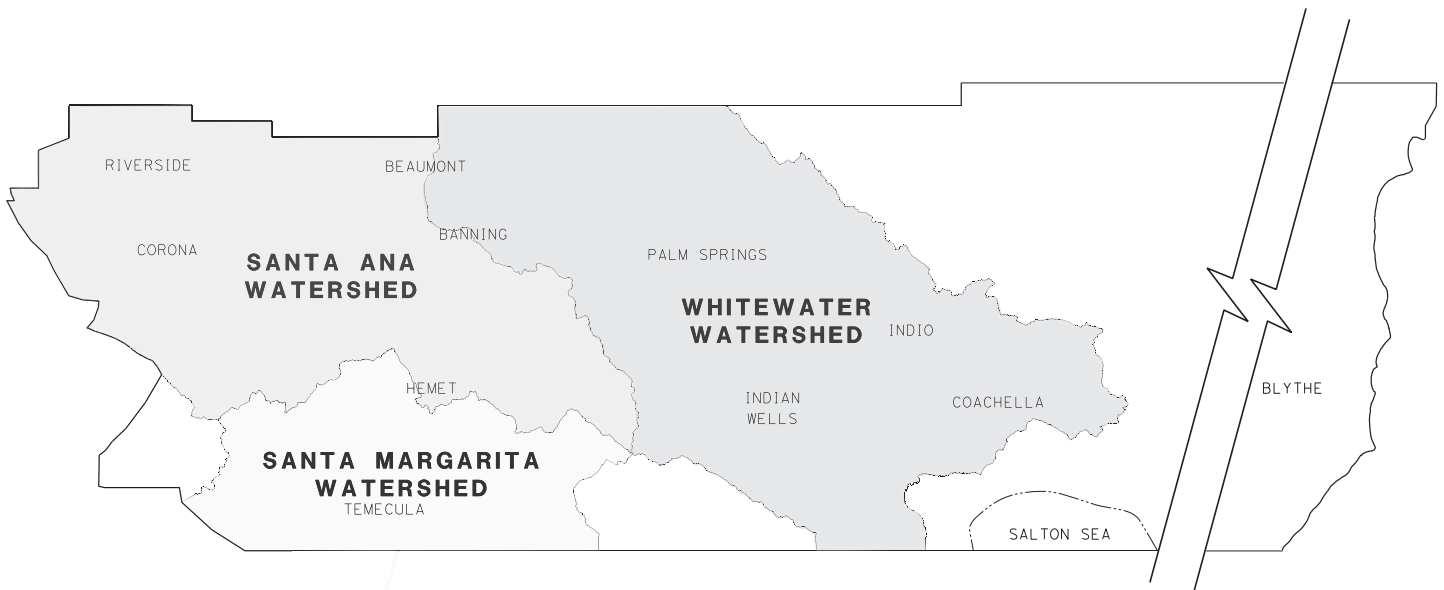 RIVERSIDE
BEAUMONT
BANNING
CORONA
SANTA ANA
WATERSHED
PALM SPRINGS
WHITEWATER
WATERSHED
INDIO
HEMET
INDIAN
WELLS
COACHELLA
BLYTHE
SANTA MARGARITA
WATERSHED
TEMECULA
SALTON SEA